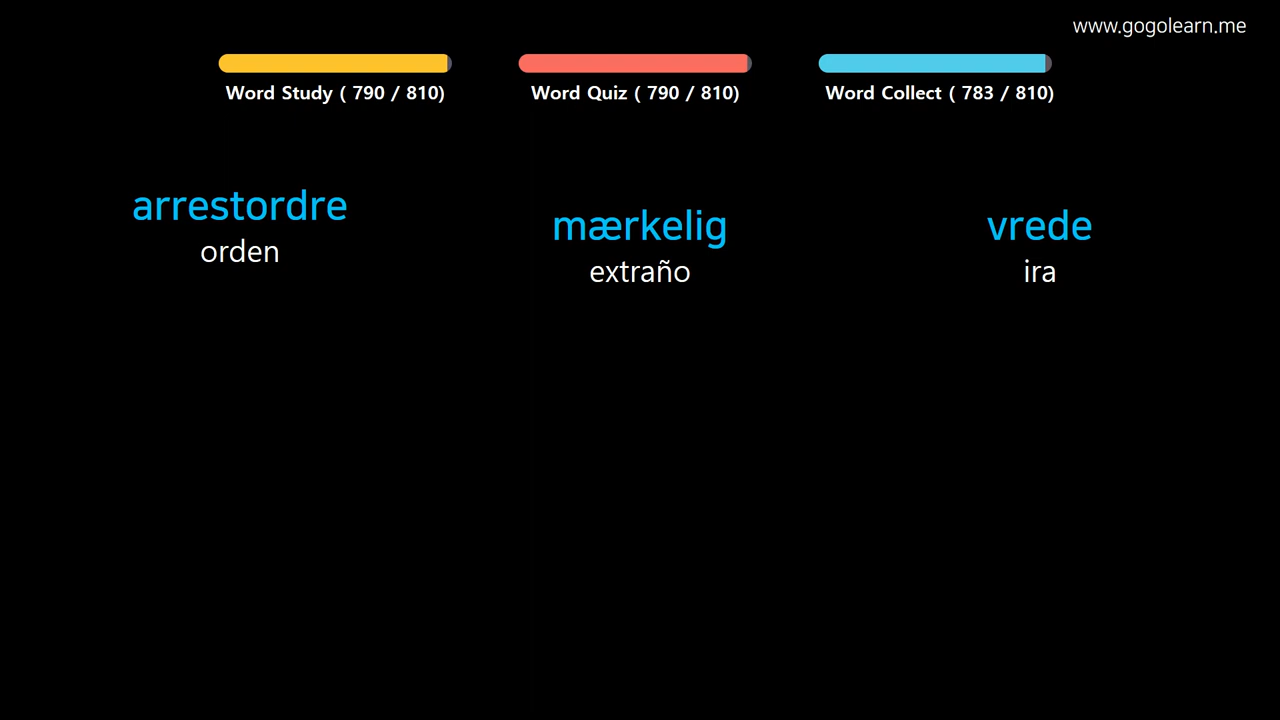 www.gogolearn.me
Word Study ( 790 / 810)
Word Quiz ( 790 / 810)
Word Collect ( 783 / 810)
arrestordre
orden
mærkelig
extraño
vrede
ira